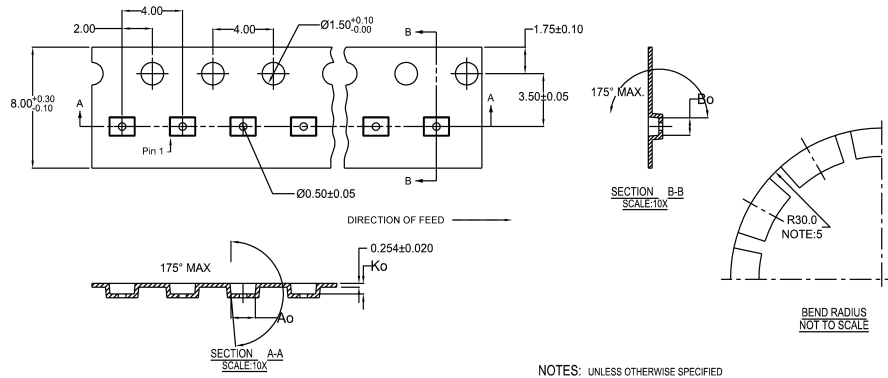 4.00
2.00
4.00
Ø1.50+0.10
-0.00
B
1.75±0.10
8.00+0.30
-0.10
A
A
3.50±0.05
Pin 1
B
Ø0.50±0.05
DIRECTION OF FEED
175° MAX.
Bo
SECTION B-B
SCALE:10X
R30.0
NOTE:5
BEND RADIUS
NOT TO SCALE
175° MAX
0.254±0.020
Ko
Ao
SECTION A-A
SCALE:10X
NOTES: UNLESS OTHERWISE SPECIFIED